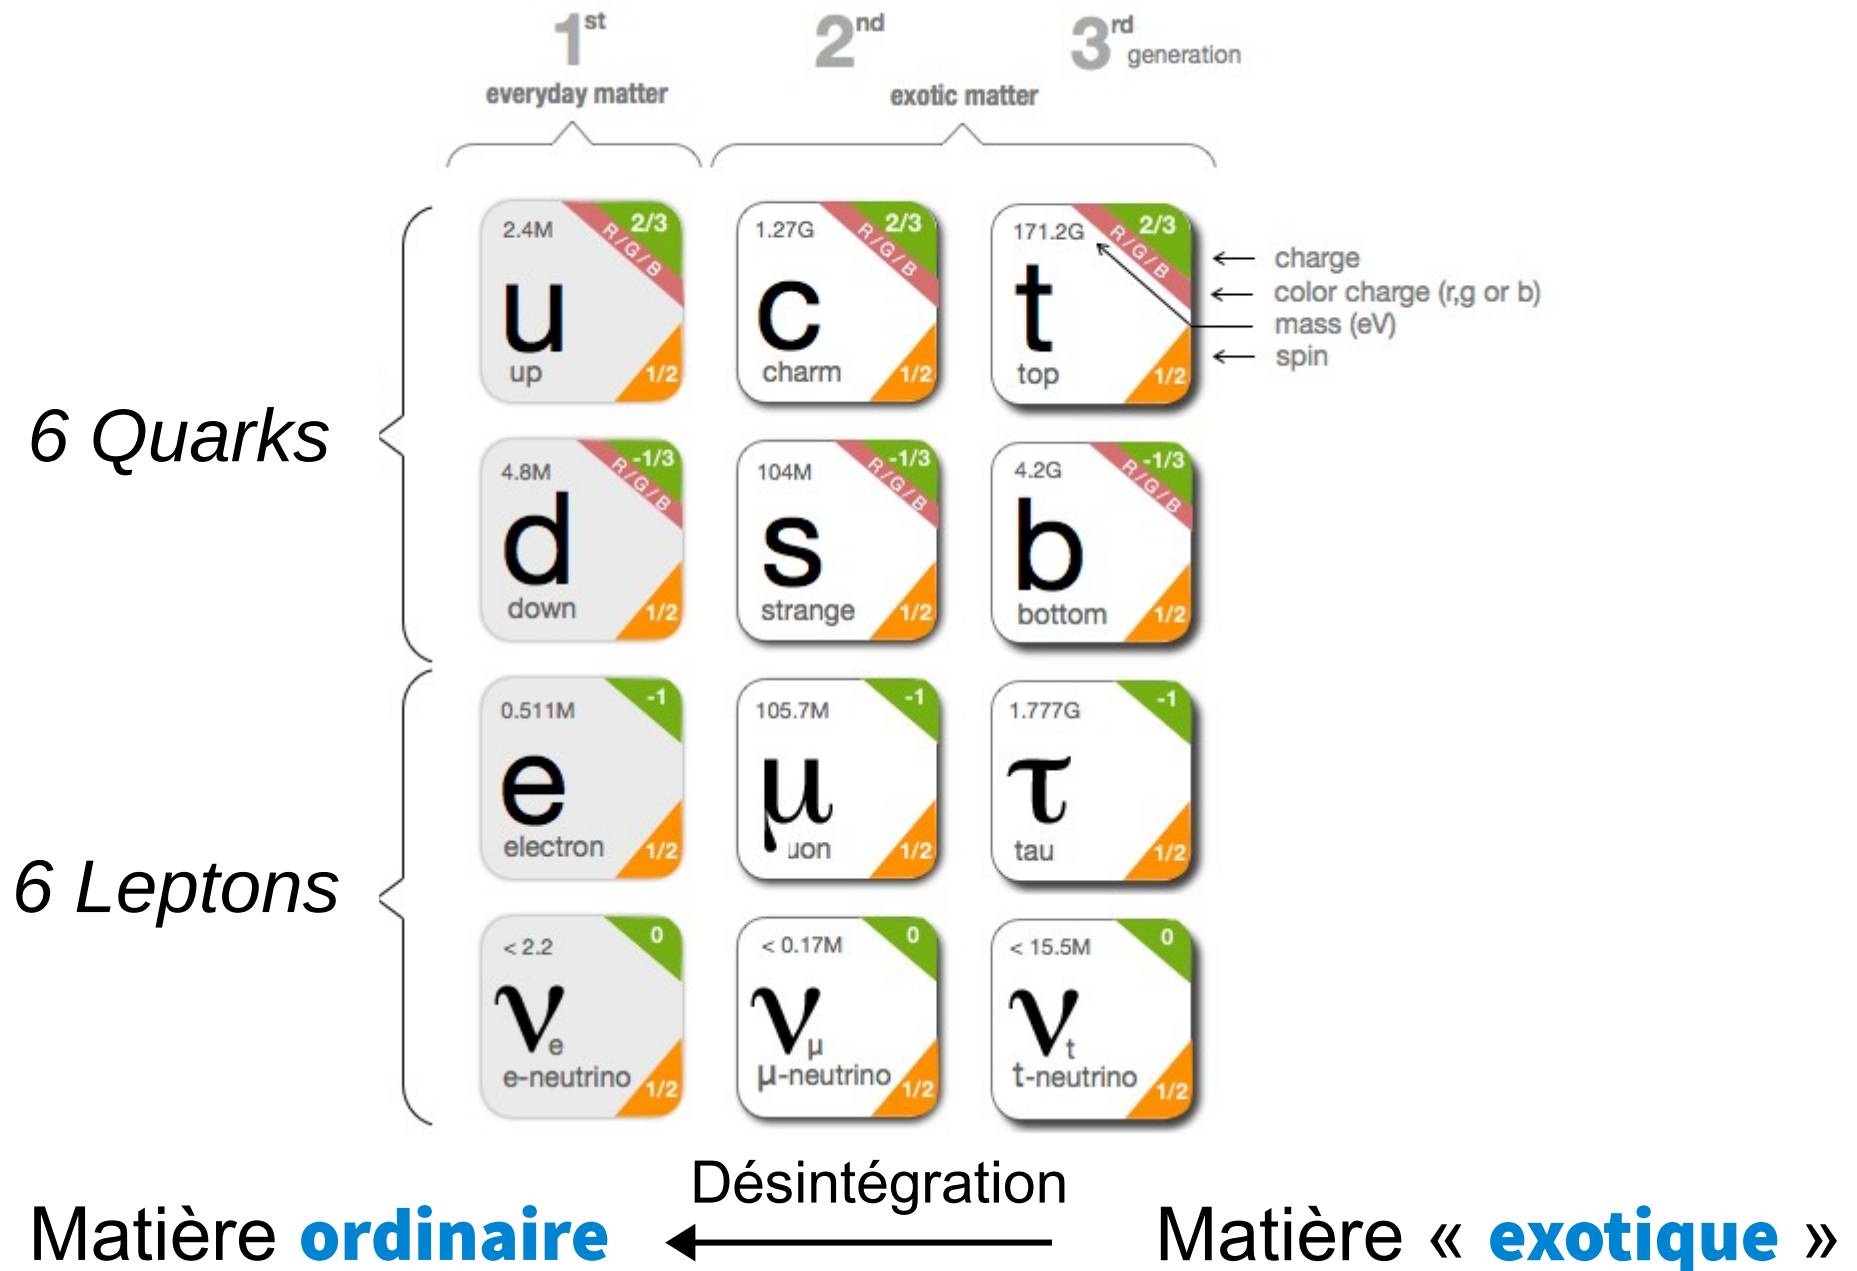 1st
everyday matter
2nd
3rd generation
exotic matter
6 Quarks
2.4M
2/3
R/G/B
u
up
1/2
1.27G
2/3
R/G/B
c
charm
1/2
171.2G
2/3
R/G/B
t
top
1/2
charge
color charge (r,g or b)
mass (eV)
spin
4.8M
-1/3
R/G/B
d
down
1/2
104M
-1/3
R/G/B
s
strange
1/2
4.2G
-1/3
R/G/B
b
bottom
1/2
6 Leptons
0.511M
-1
e
electron
1/2
105.7M
-1
μ
uon
1/2
1.777G
-1
τ
tau
1/2
< 2.2
0
νe
e-neutrino
1/2
< 0.17M
0
νμ
μ-neutrino
1/2
< 15.5M
0
νt
t-neutrino
1/2
Désintégration
Matière ordinaire
Matière « exotique »